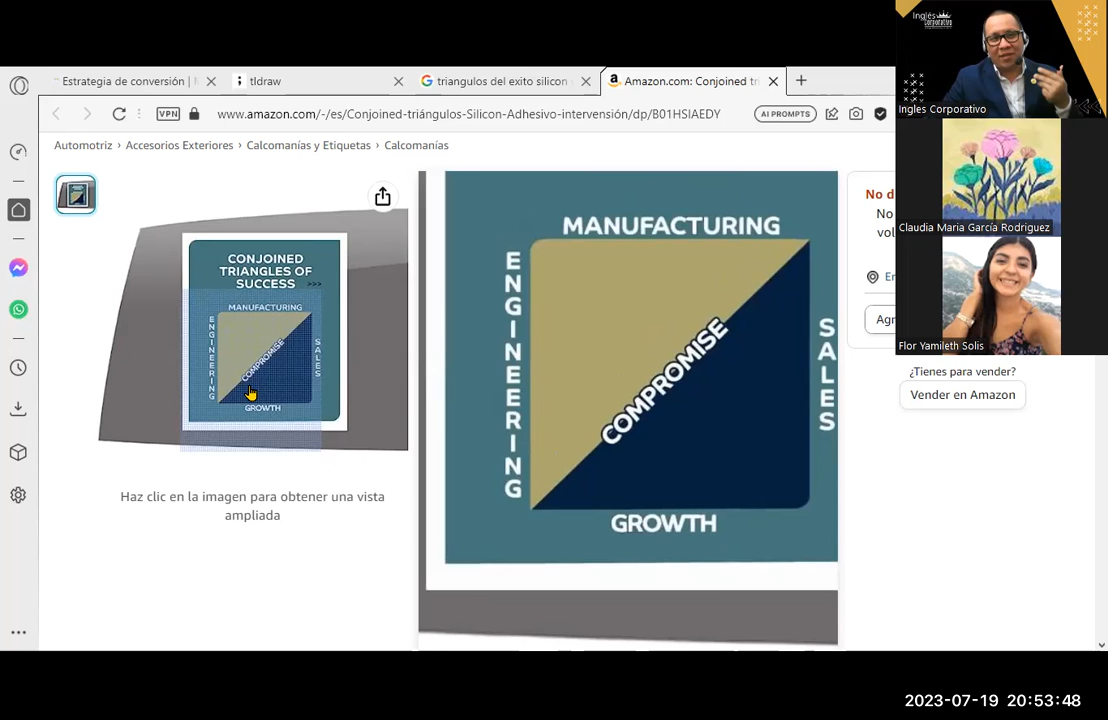 Estrategia de conversión |
tldraw
triangulos del exito silicon
Amazon.com: Conjoined tri
VPN
www.amazon.com/-/es/Conjoined-triángulos-Silicon-Adhesivo-intervensión/dp/B01HSIAEDY
AI PROMPTS
Automotriz › Accesorios Exteriores › Calcomanías y Etiquetas › Calcomanías
CONJOINED
TRIANGLES OF
SUCCESS >>>
MANUFACTURING
ENGINEERING
COMPROMISE
SALES
GROWTH
Haz clic en la imagen para obtener una vista
ampliada
MANUFACTURING
ENGINEERING
COMPROMISE
SALES
GROWTH
No d
No
vol
En
Agr
¿Tienes para vender?
Vender en Amazon
Inglés
Corporativo
Ingles Corporativo
Claudia Maria García Rodriguez
Flor Yamileth Solis
2023-07-19 20:53:48